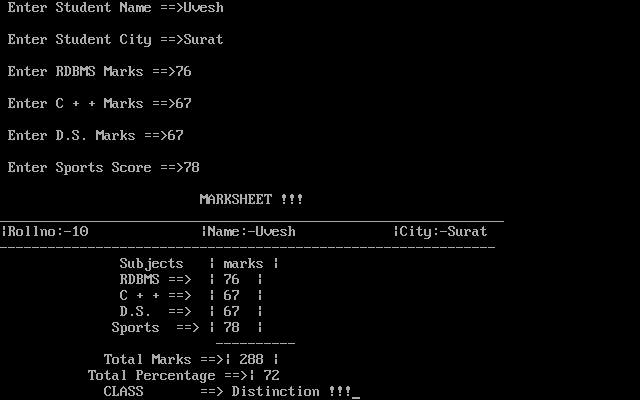 Enter Student Name ==>Uvesh
Enter Student City ==>Surat
Enter RDBMS Marks ==>76
Enter C + + Marks ==>67
Enter D.S. Marks ==>67
Enter Sports Score ==>78
MARKSHEET !!!
|Rollno:-10 |Name:-Uvesh |City:-Surat
Subjects | marks |
RDBMS ==> | 76 |
C + + ==> | 67 |
D.S. ==> | 67 |
Sports ==> | 78 |
----------
Total Marks ==>| 288 |
Total Percentage ==>| 72
CLASS ==> Distinction !!!_